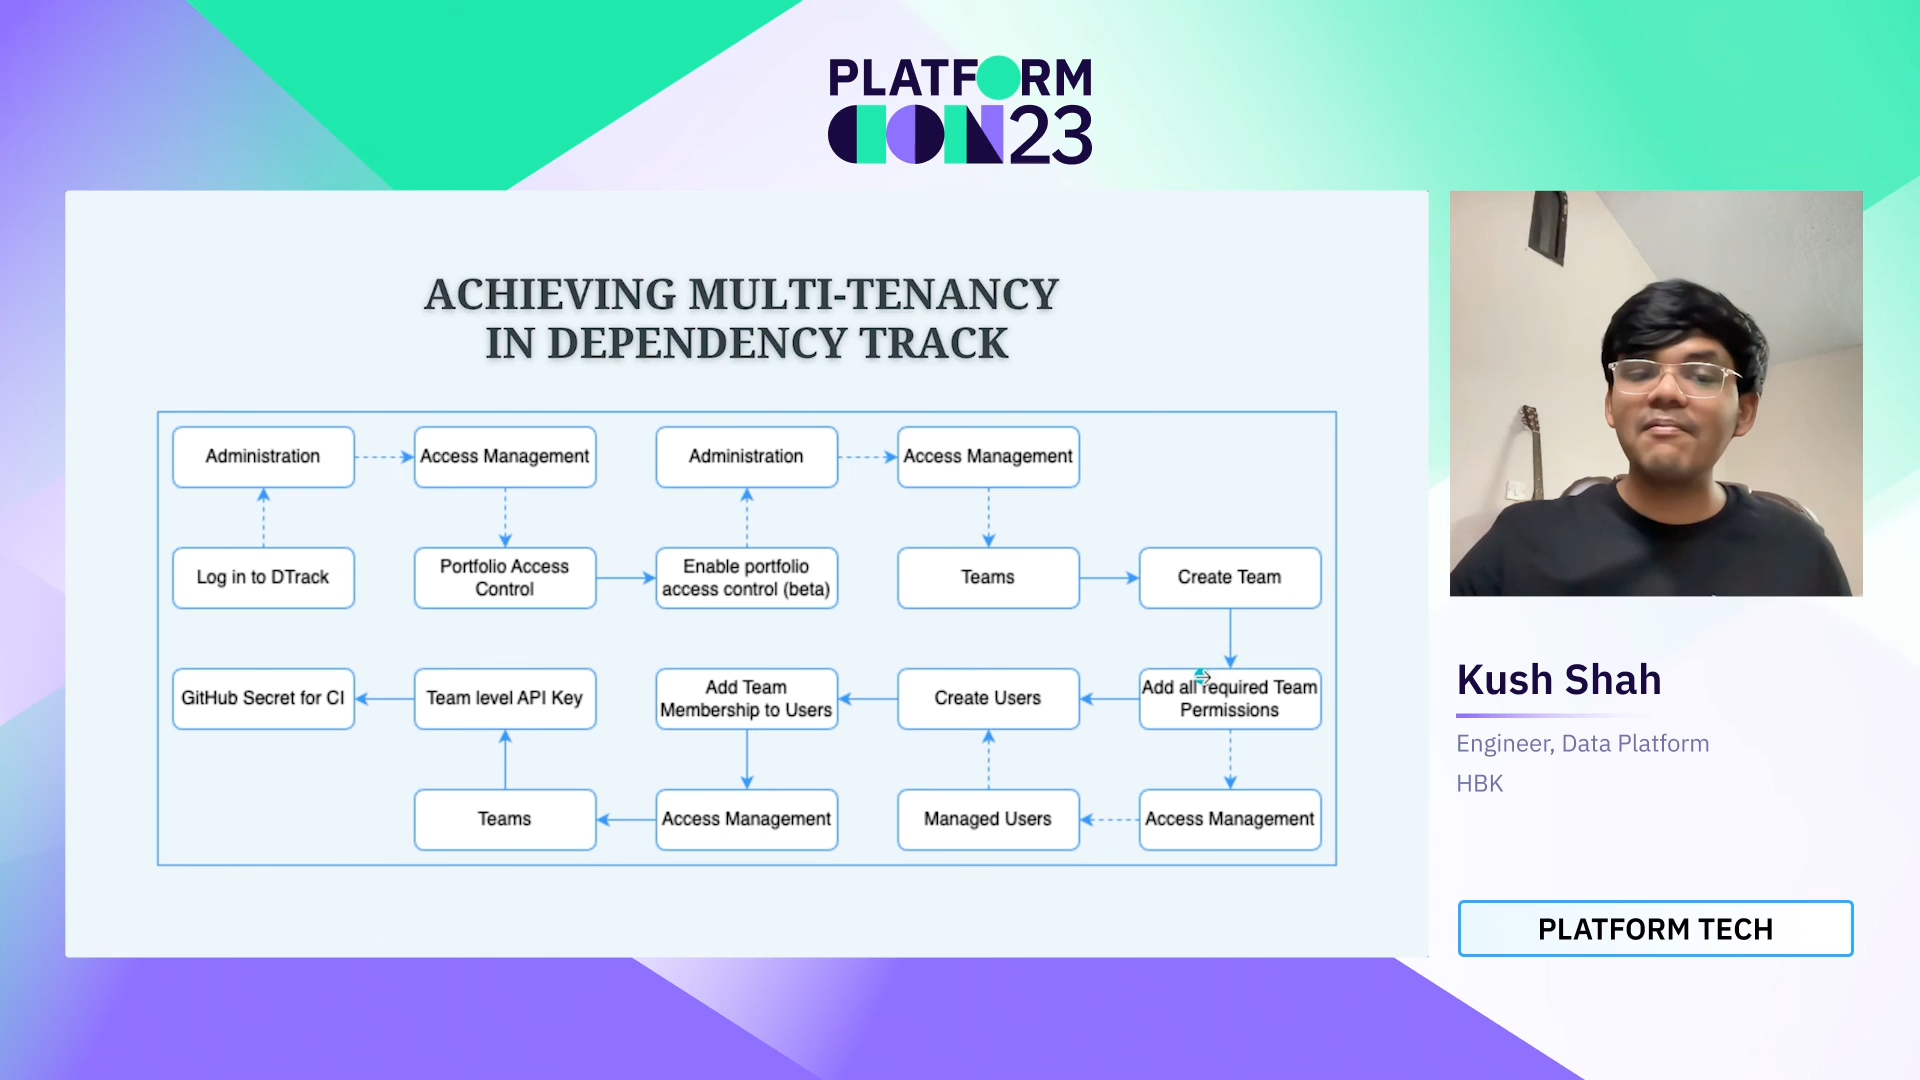 PLATFORM
CON23
ACHIEVING MULTI-TENANCY
IN DEPENDENCY TRACK
Administration
Access Management
Administration
Access Management
Log in to DTrack
Portfolio Access
Control
Enable portfolio
access control (beta)
Teams
Create Team
GitHub Secret for CI
Team level API Key
Add Team
Membership to Users
Create Users
Add all required Team
Permissions
Teams
Access Management
Managed Users
Access Management
Kush Shah
Engineer, Data Platform
HBK
PLATFORM TECH